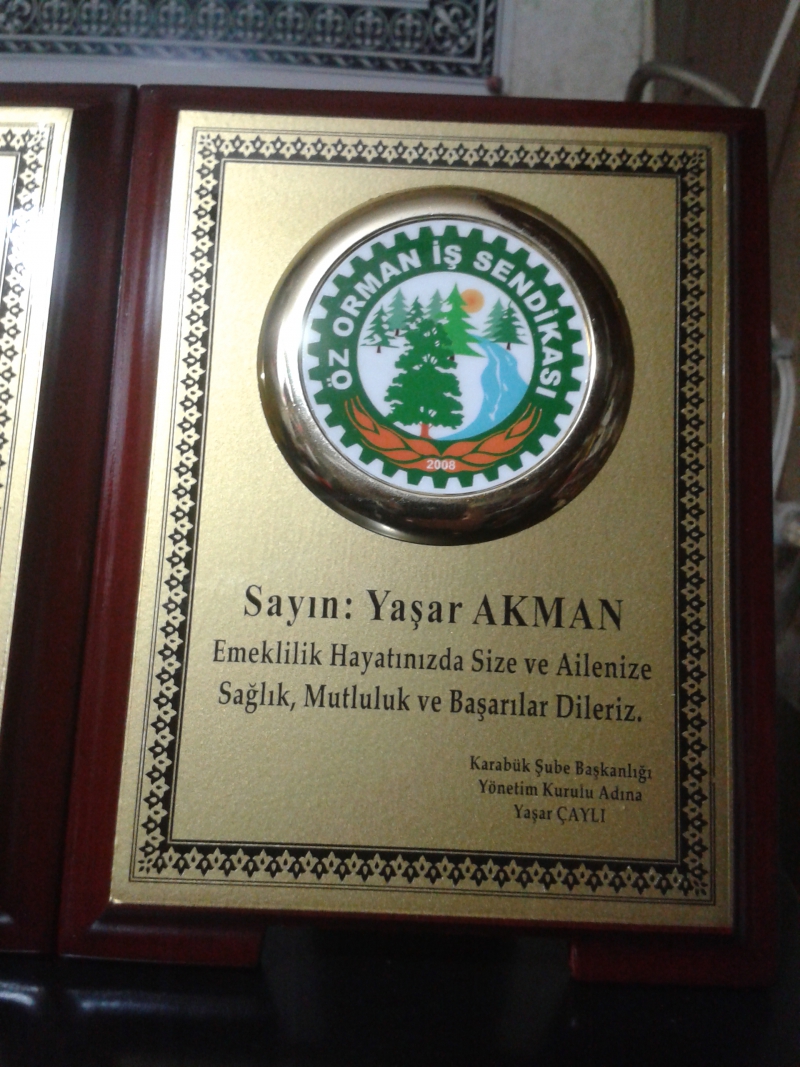 ÖZ ORMAN İŞ SENDİKASI
2008
Sayın: Yaşar AKMAN
Emeklilik Hayatınızda Size ve Ailenize
Sağlık, Mutluluk ve Başarılar Dileriz.
Karabük Şube Başkanlığı
Yönetim Kurulu Adına
Yaşar ÇAYLI